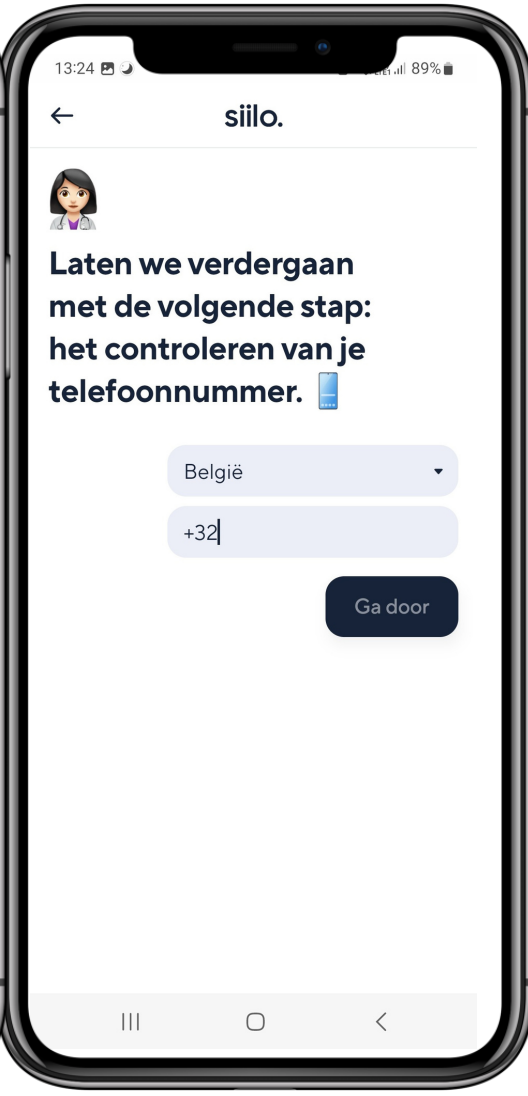 13:24
89%
siilo.
Laten we verdergaan
met de volgende stap:
het controleren van je
telefoonnummer.
België
+32
Ga door